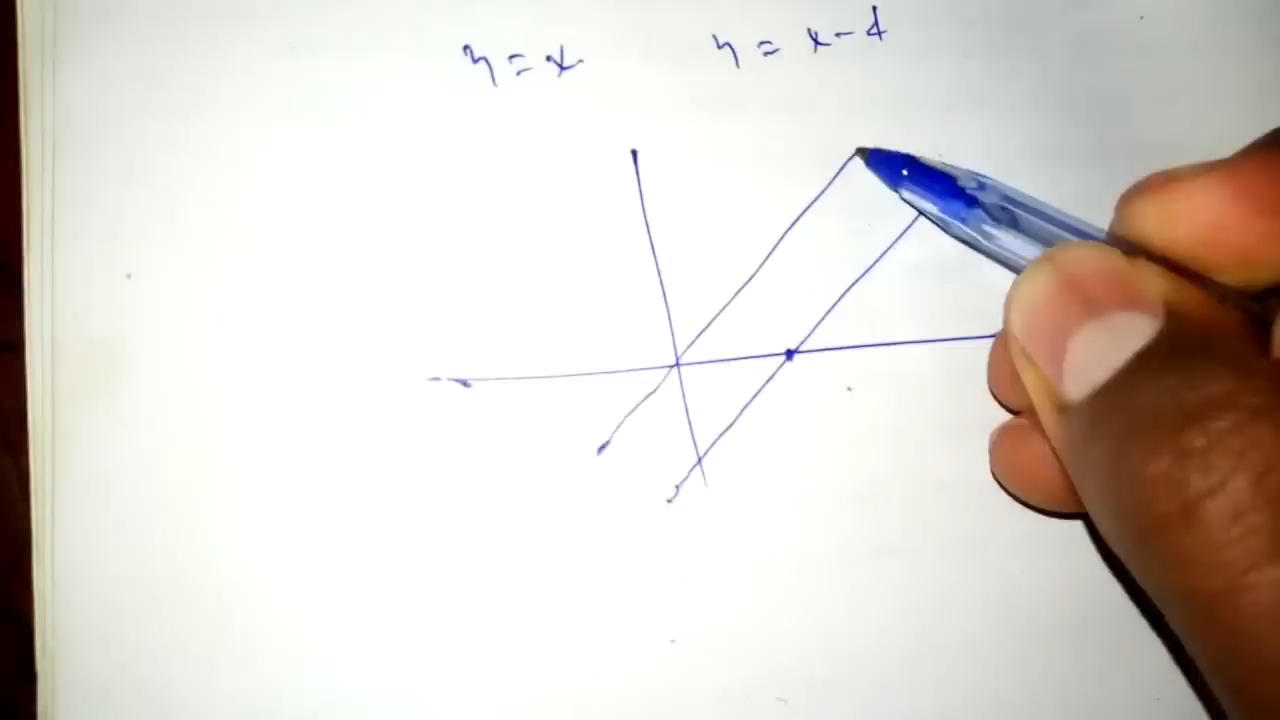 y = x
y = x - 4